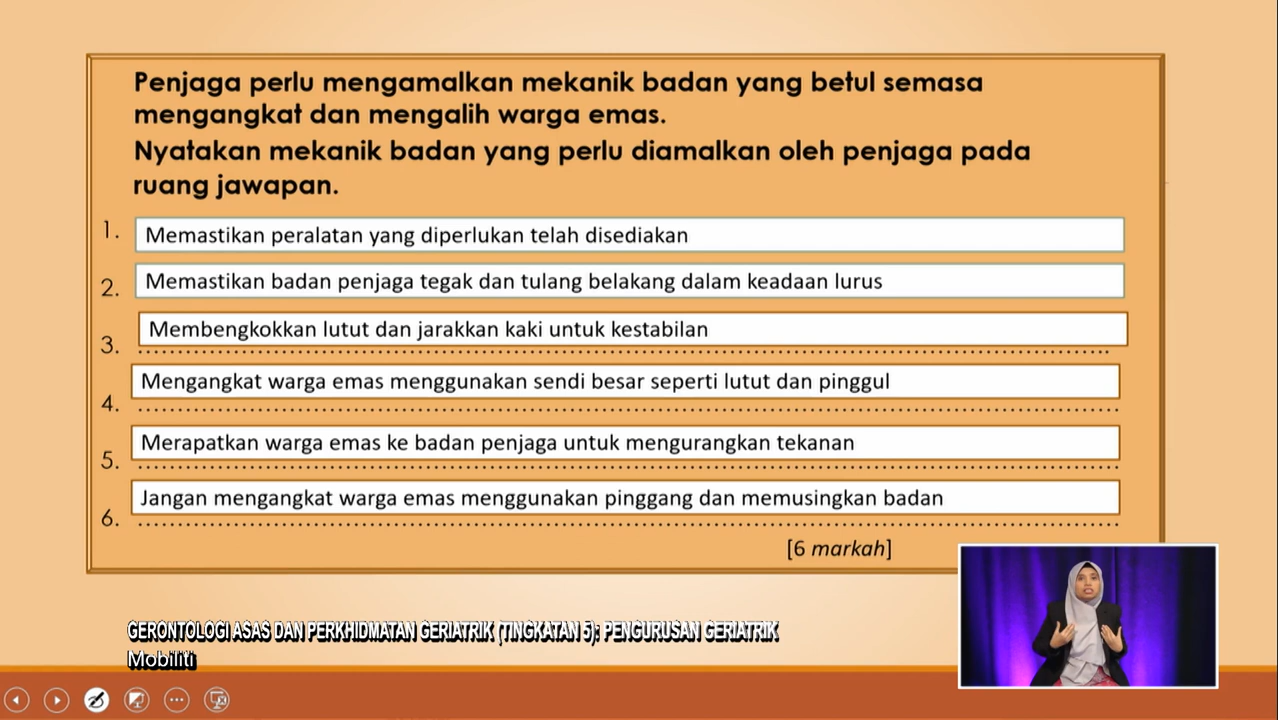 Penjaga perlu mengamalkan mekanik badan yang betul semasa
mengangkat dan mengalih warga emas.
Nyatakan mekanik badan yang perlu diamalkan oleh penjaga pada
ruang jawapan.
1. Memastikan peralatan yang diperlukan telah disediakan
2. Memastikan badan penjaga tegak dan tulang belakang dalam keadaan lurus
3. Membengkokkan lutut dan jarakkan kaki untuk kestabilan
4. Mengangkat warga emas menggunakan sendi besar seperti lutut dan pinggul
5. Merapatkan warga emas ke badan penjaga untuk mengurangkan tekanan
6. Jangan mengangkat warga emas menggunakan pinggang dan memusingkan badan
[6 markah]
GERONTOLOGI ASAS DAN PERKHIDMATAN GERIATRIK (TINGKATAN 5): PENGURUSAN GERIATRIK
Mobiliti